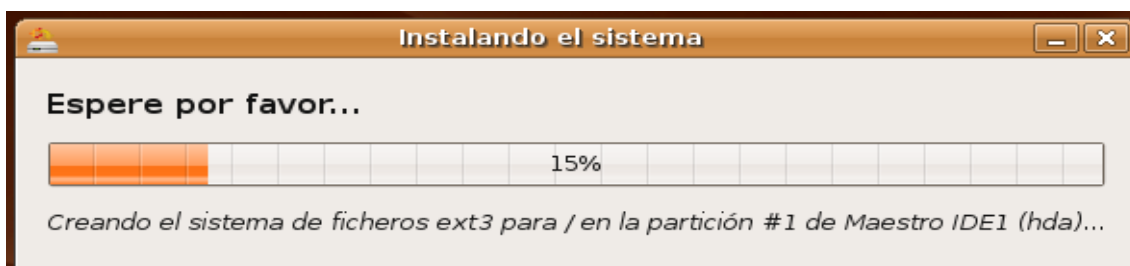 Instalando el sistema
Espere por favor...
15%
Creando el sistema de ficheros ext3 para / en la partición #1 de Maestro IDE1 (hda)...